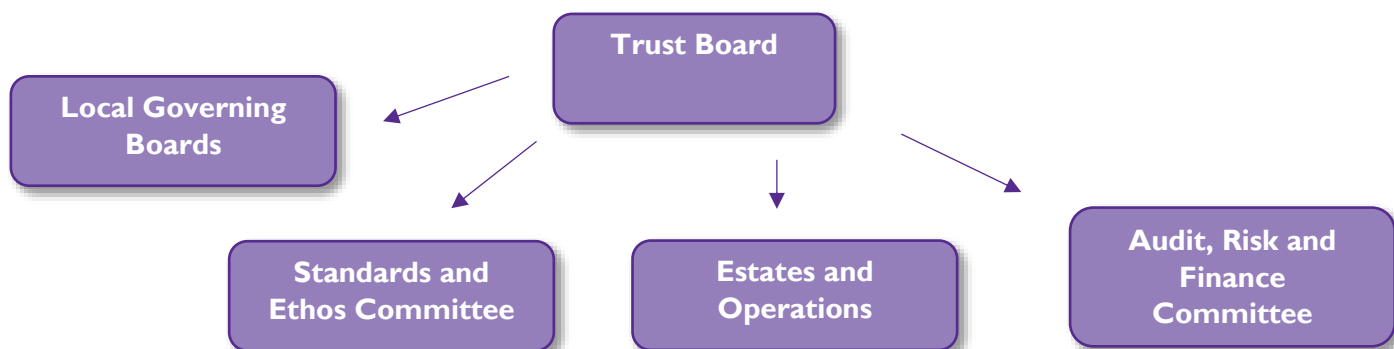 Trust Board
Local Governing
Boards
Standards and
Ethos Committee
Estates and
Operations
Audit, Risk and
Finance
Committee